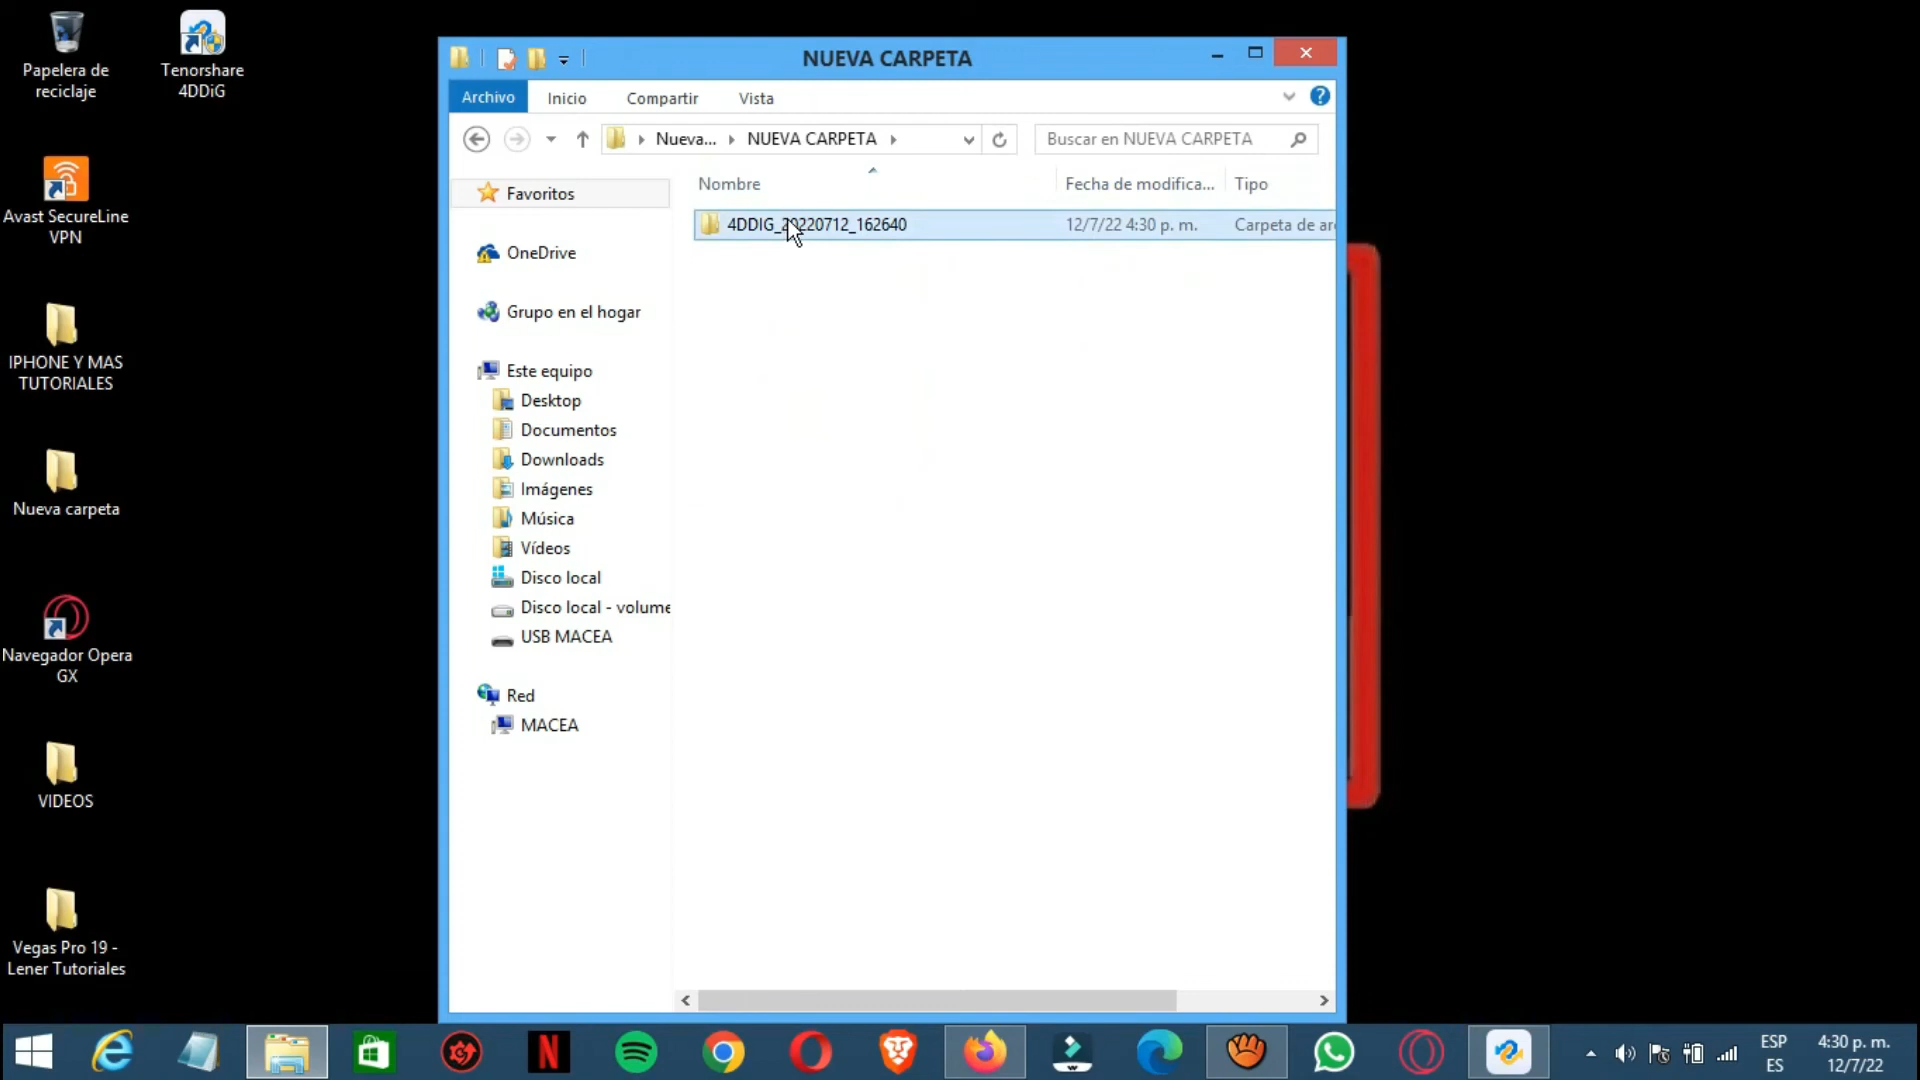 Papelera de
reciclaje
Tenorshare
4DDiG
Avast SecureLine
VPN
IPHONE Y MAS
TUTORIALES
Nueva carpeta
Navegador Opera
GX
VIDEOS
Vegas Pro 19 -
Lener Tutoriales
NUEVA CARPETA
Archivo Inicio Compartir Vista
Nueva... NUEVA CARPETA Buscar en NUEVA CARPETA
Nombre Fecha de modifica... Tipo
4DDIG_20220712_162640 12/7/22 4:30 p. m. Carpeta de arc
Favoritos
OneDrive
Grupo en el hogar
Este equipo
Desktop
Documentos
Downloads
Imágenes
Música
Vídeos
Disco local
Disco local - volume
USB MACEA
Red
MACEA
ESP
ES
4:30 p. m.
12/7/22